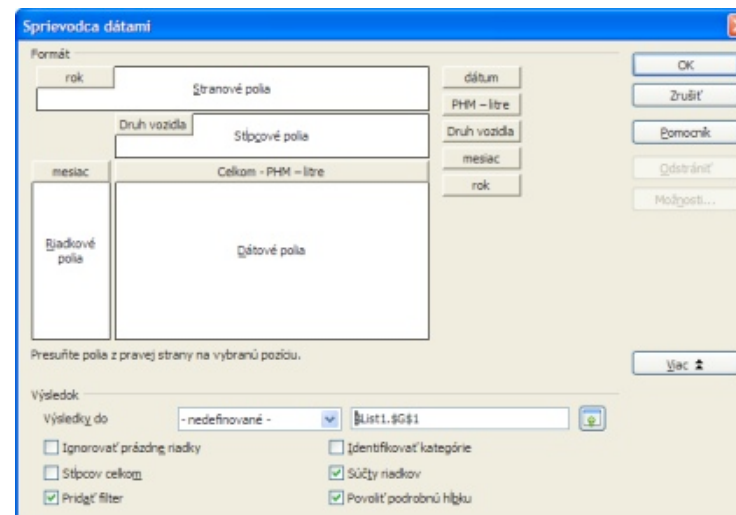 Sprievodca dátami
Formát
rok
Stranové polia
dátum
OK
PHM – litre
Zrušiť
Druh vozidla
Stĺpcové polia
Druh vozidla
Pomocník
mesiac
Celkom - PHM – litre
mesiac
Odstrániť
rok
Možnosti...
Riadkové
polia
Dátové polia
Presuňte polia z pravej strany na vybranú pozíciu.
Viac
Výsledok
Výsledky do
- nedefinované -
$List1.$G$1
Ignorovať prázdne riadky
Identifikovať kategórie
Stĺpcov celkom
Súčty riadkov
Pridať filter
Povoliť podrobnú hĺbku